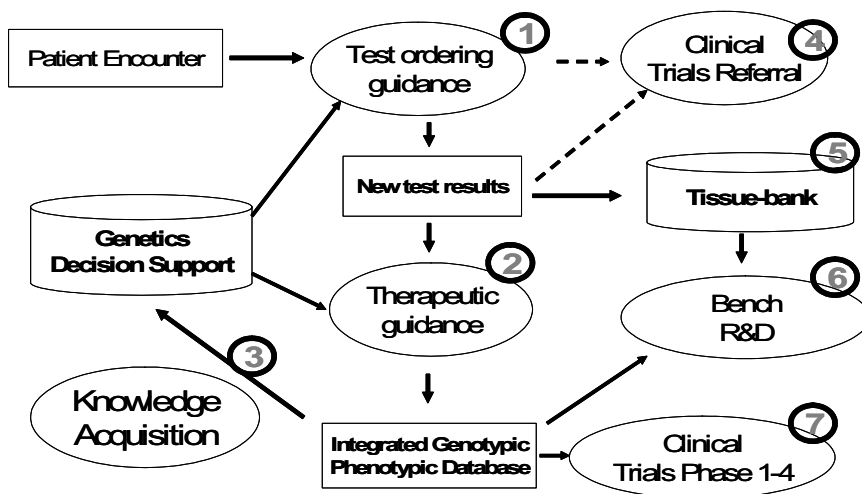 1
Patient Encounter
Test ordering
guidance
4
Clinical
Trials Referral
5
New test results
Tissue-bank
Genetics
Decision Support
2
Therapeutic
guidance
6
Bench
R&D
3
Knowledge
Acquisition
Integrated Genotypic
Phenotypic Database
7
Clinical
Trials Phase 1-4